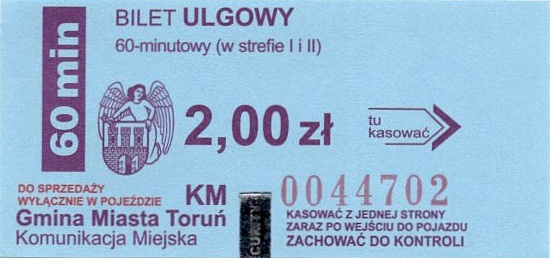 60 min
BILET ULGOWY
60-minutowy (w strefie I i II)
2,00 zł
tu
kasować
DO SPRZEDAŻY
WYŁĄCZNIE W POJEŹDZIE
KM
0044702
Gmina Miasta Toruń
Komunikacja Miejska
KASOWAĆ Z JEDNEJ STRONY
ZARAZ PO WEJŚCIU DO POJAZDU
ZACHOWAĆ DO KONTROLI